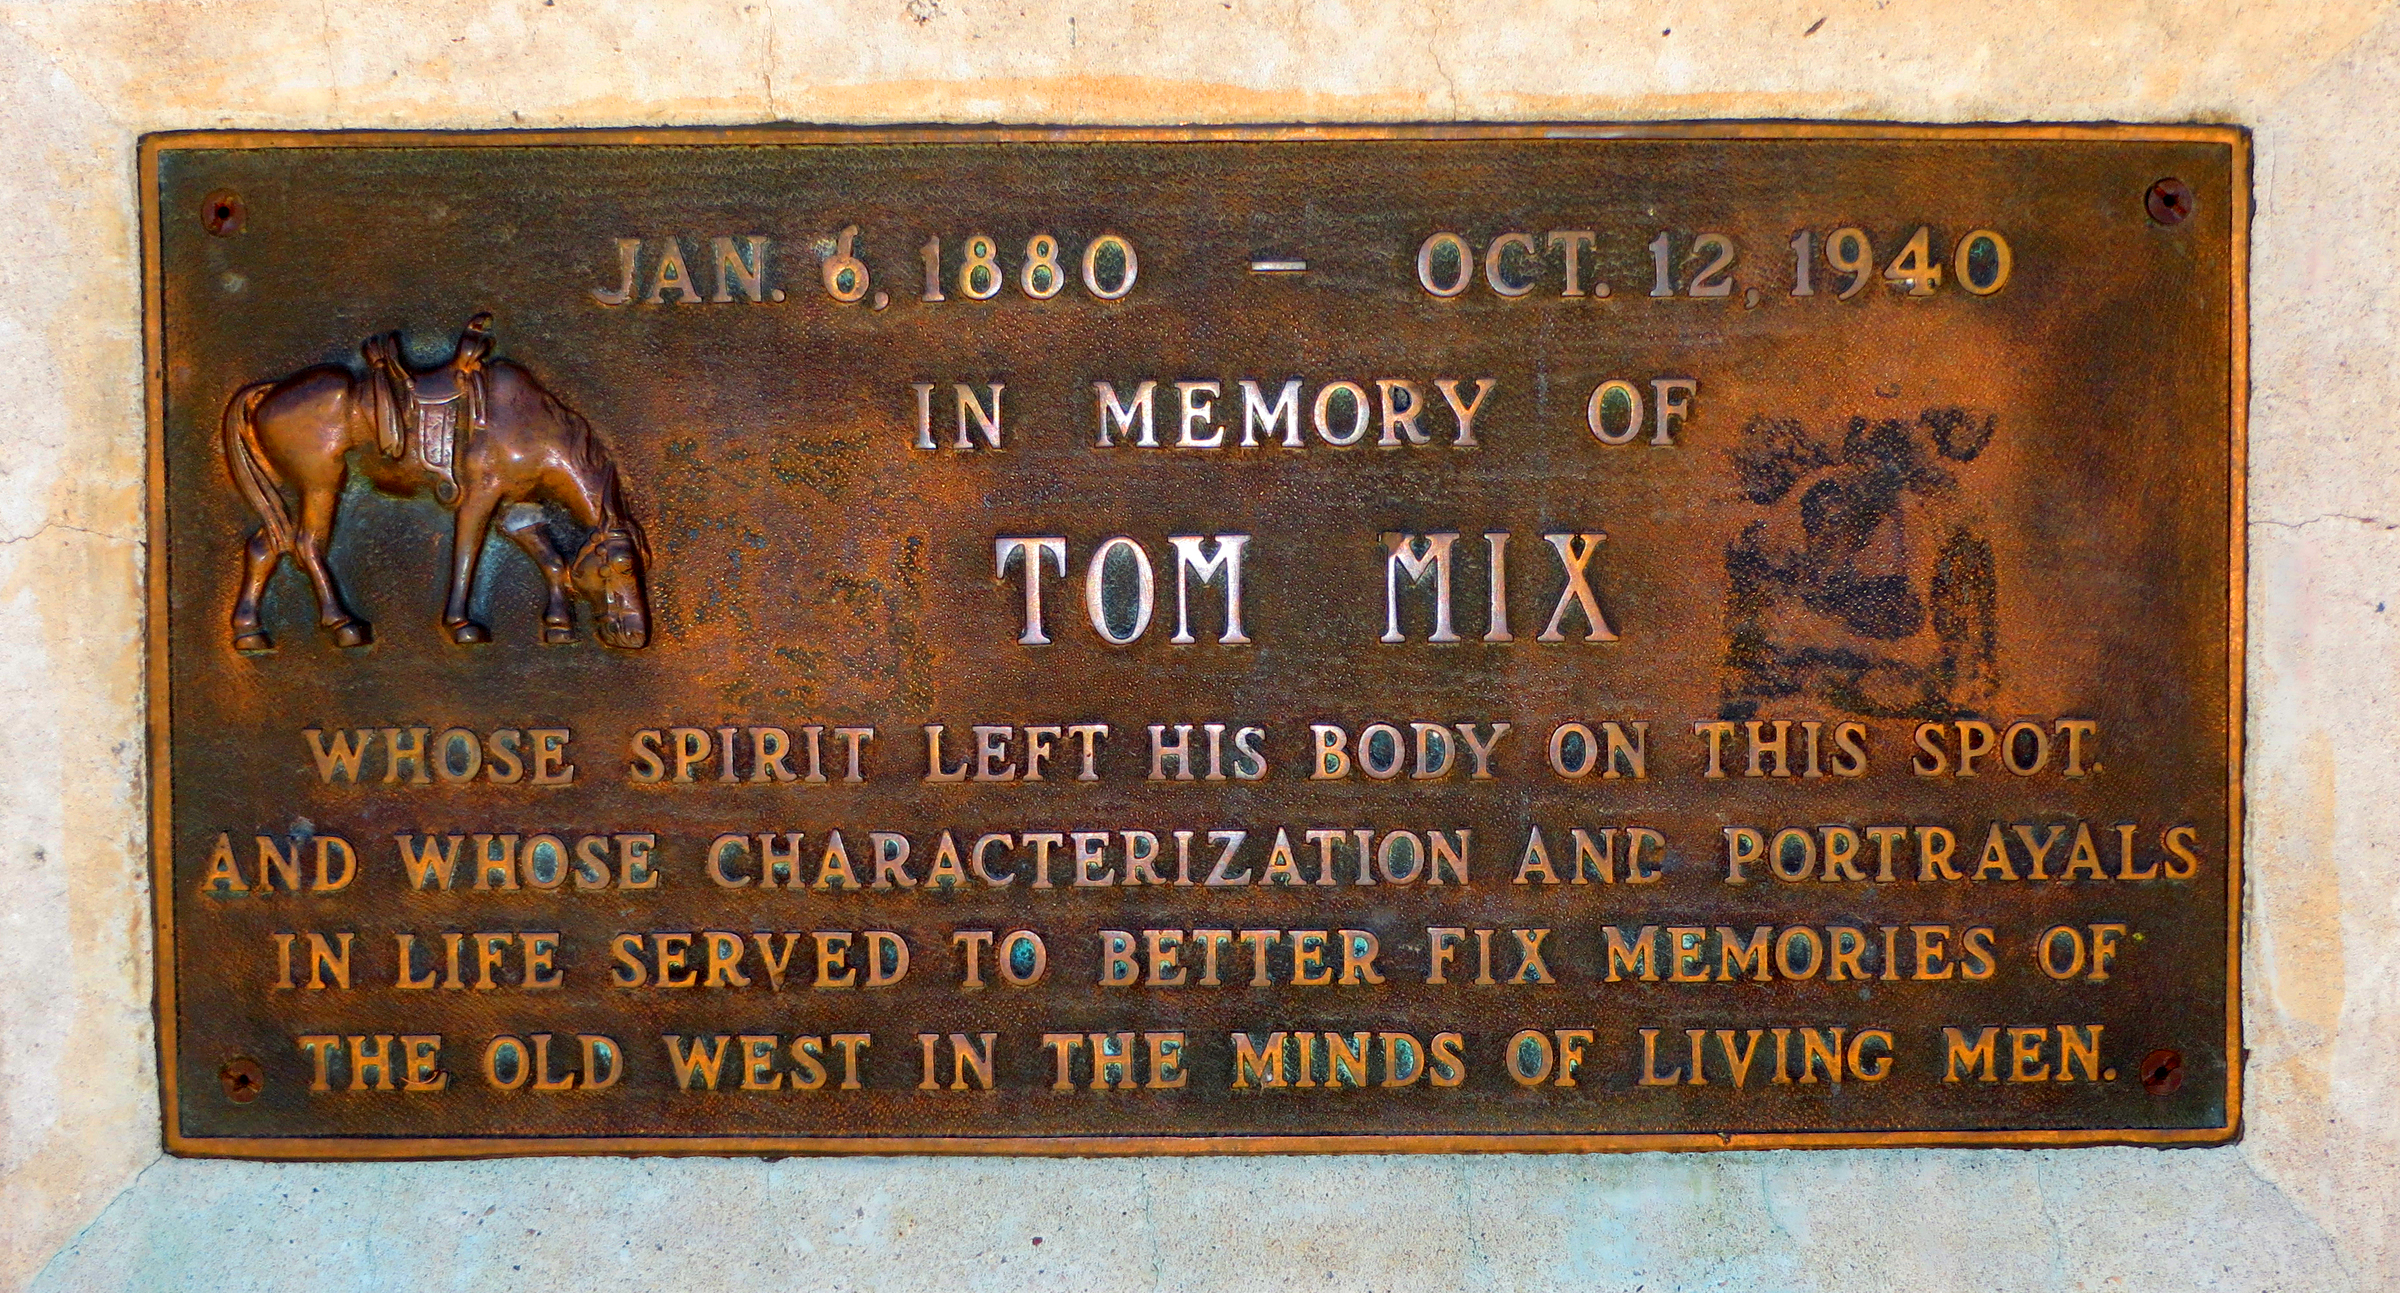 JAN. 6, 1880 – OCT. 12, 1940
IN MEMORY OF
TOM MIX
WHOSE SPIRIT LEFT HIS BODY ON THIS SPOT.
AND WHOSE CHARACTERIZATION AND PORTRAYALS
IN LIFE SERVED TO BETTER FIX MEMORIES OF
THE OLD WEST IN THE MINDS OF LIVING MEN.